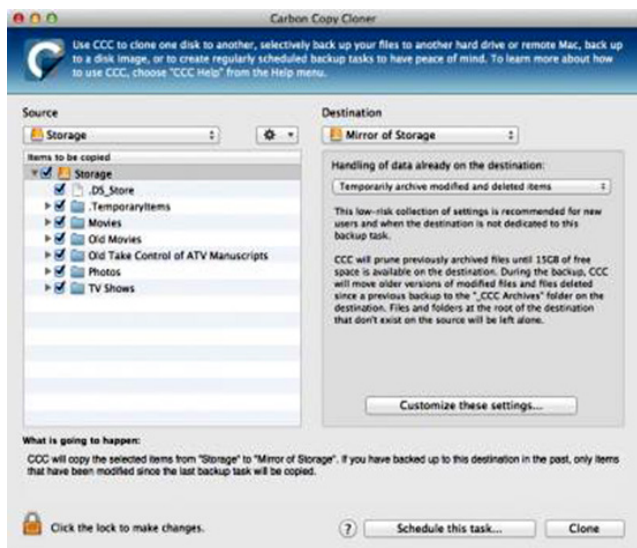 Carbon Copy Cloner
Use CCC to clone one disk to another, selectively back up your files to another hard drive or remote Mac, back up
to a disk image, or to create regularly scheduled backup tasks to have peace of mind. To learn more about how
to use CCC, choose "CCC Help" from the Help menu.
Source
Storage
Items to be copied
Storage
.DS_Store
.TemporaryItems
Movies
Old Movies
Old Take Control of ATV Manuscripts
Photos
TV Shows
Destination
Mirror of Storage
Handling of data already on the destination:
Temporarily archive modified and deleted items
This low-risk collection of settings is recommended for new
users and when the destination is not dedicated to this
backup task.
CCC will prune previously archived files until 15GB of free
space is available on the destination. During the backup, CCC
will move older versions of modified files and files deleted
since a previous backup to the "_CCC Archives" folder on the
destination. Files and folders at the root of the destination
that don't exist on the source will be left alone.
Customize these settings...
What is going to happen:
CCC will copy the selected items from "Storage" to "Mirror of Storage". If you have backed up to this destination in the past, only items
that have been modified since the last backup task will be copied.
Click the lock to make changes.
?
Schedule this task...
Clone